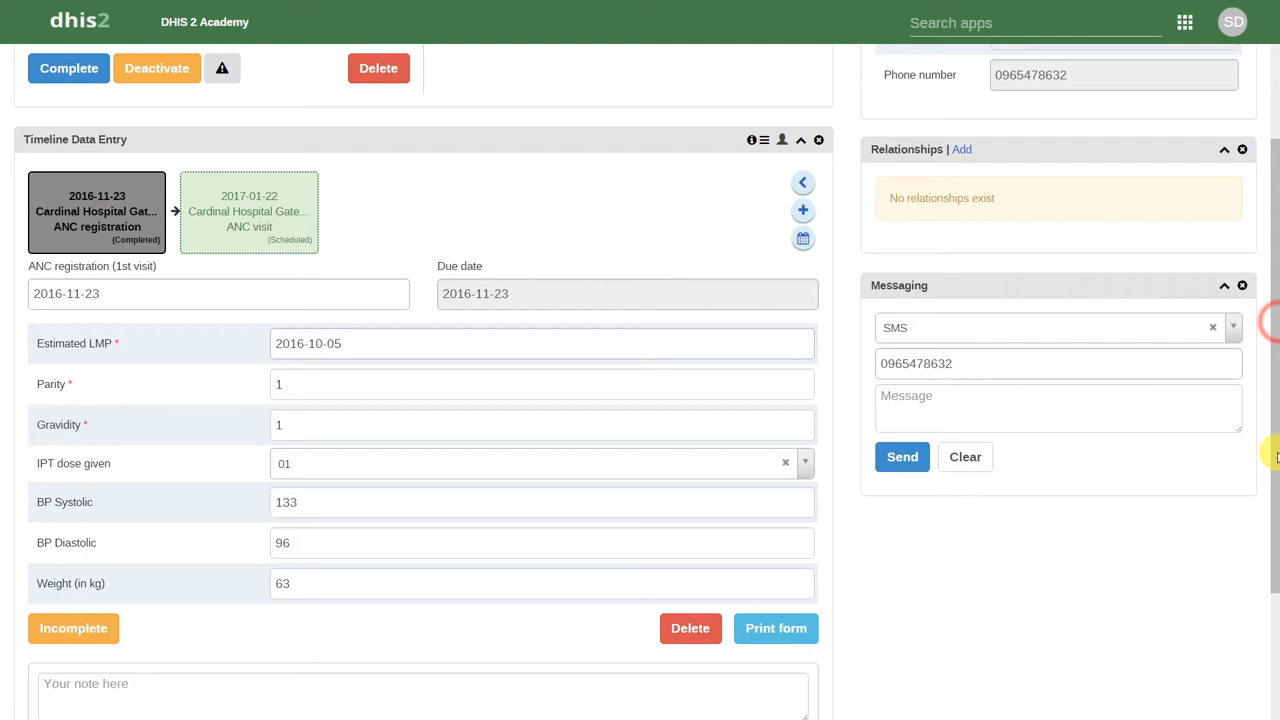 dhis2
DHIS 2 Academy
Search apps
SD
Complete
Deactivate
Delete
Phone number
0965478632
Timeline Data Entry
2016-11-23
Cardinal Hospital Gat...
ANC registration
(Completed)
2017-01-22
Cardinal Hospital Gate...
ANC visit
(Scheduled)
ANC registration (1st visit)
Due date
2016-11-23
2016-11-23
Estimated LMP *
2016-10-05
Parity *
1
Gravidity *
1
IPT dose given
01
BP Systolic
133
BP Diastolic
96
Weight (in kg)
63
Incomplete
Delete
Print form
Your note here
Relationships | Add
No relationships exist
Messaging
SMS
0965478632
Message
Send
Clear